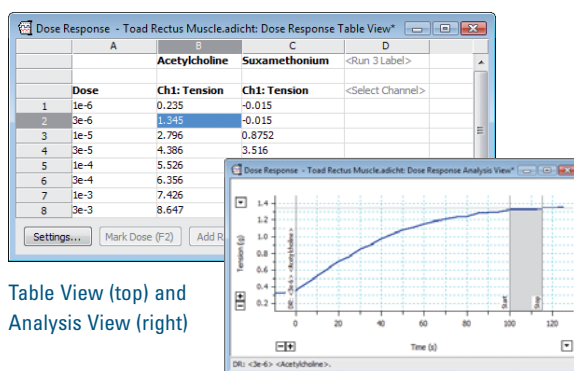 Dose Response - Toad Rectus Muscle.adicht: Dose Response Table View*
A B C D
Acetylcholine Suxamethonium <Run 3 Label>
Dose Ch1: Tension Ch1: Tension <Select Channel>
1 1e-6 0.235 -0.015
2 3e-6 1.345 -0.015
3 1e-5 2.796 0.8752
4 3e-5 4.386 3.516
5 1e-4 5.526
6 3e-4 6.356
7 1e-3 7.426
8 3e-3 8.647
Settings... Mark Dose (F2) Add R
Dose Response - Toad Rectus Muscle.adicht: Dose Response Analysis View*
Tension (g)
1.4
1.2
1.0
0.8
0.6
0.4
0.2
DR: <3e-6> <Acetylcholine>
Start
Stop
0 20 40 60 80 100 120
Time (s)
DR: <3e-6> <Acetylcholine>.
Table View (top) and
Analysis View (right)